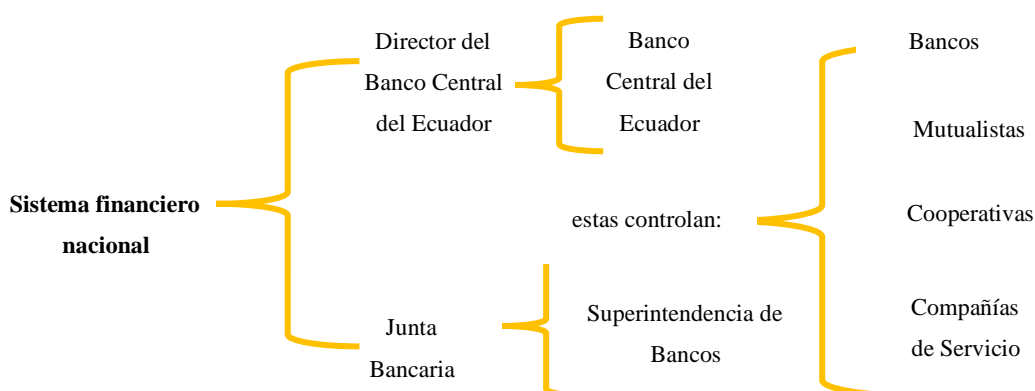 Sistema financiero
nacional
Director del
Banco Central
del Ecuador
Banco
Central del
Ecuador
Junta
Bancaria
Superintendencia de
Bancos
estas controlan:
Bancos
Mutualistas
Cooperativas
Compañías
de Servicio